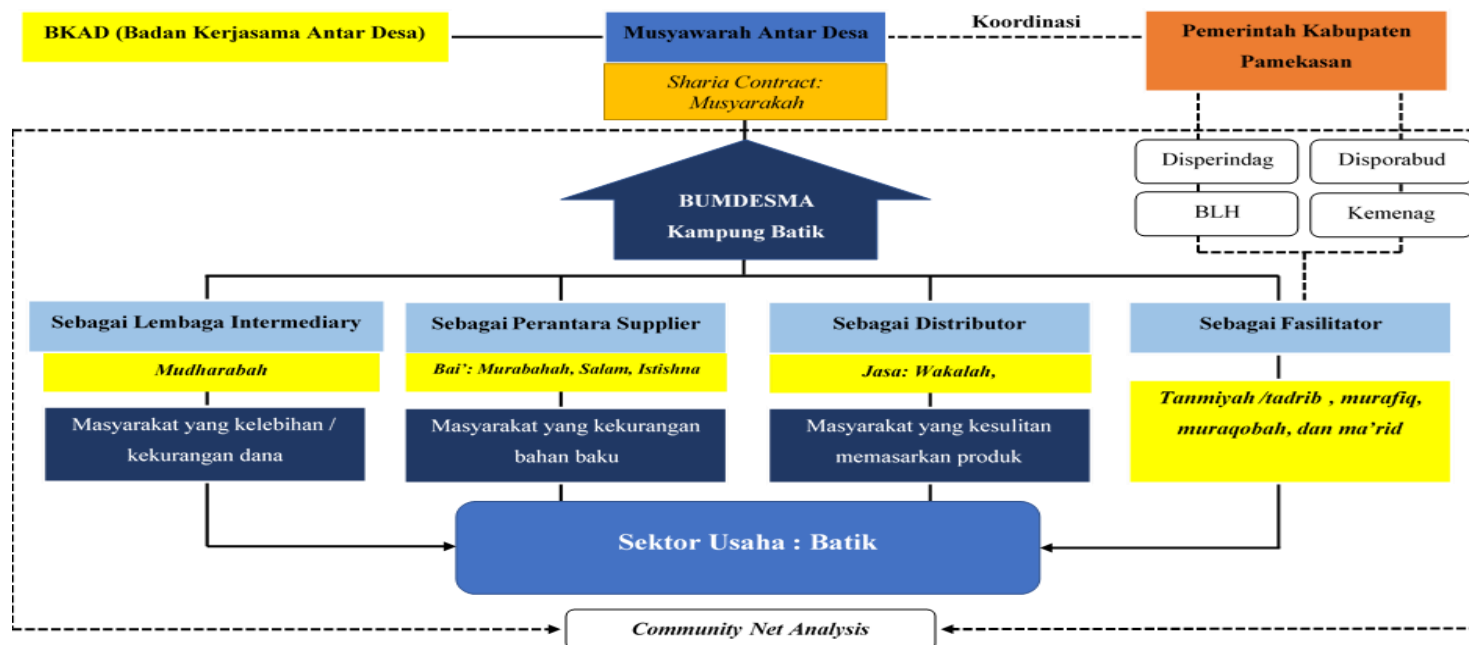 BKAD (Badan Kerjasama Antar Desa)
Musyawarah Antar Desa
Koordinasi
Pemerintah Kabupaten
Pamekasan
Sharia Contract:
Musyarakah
Disperindag
Disporabud
BLH
Kemenag
BUMDESMA
Kampung Batik
Sebagai Lembaga Intermediary
Sebagai Perantara Supplier
Sebagai Distributor
Sebagai Fasilitator
Mudharabah
Bai’: Murabahah, Salam, Istishna
Jasa: Wakalah,
Tanmiyah /tadrib , murafiq,
muraqobah, dan ma’rid
Masyarakat yang kelebihan /
kekurangan dana
Masyarakat yang kekurangan
bahan baku
Masyarakat yang kesulitan
memasarkan produk
Sektor Usaha : Batik
Community Net Analysis